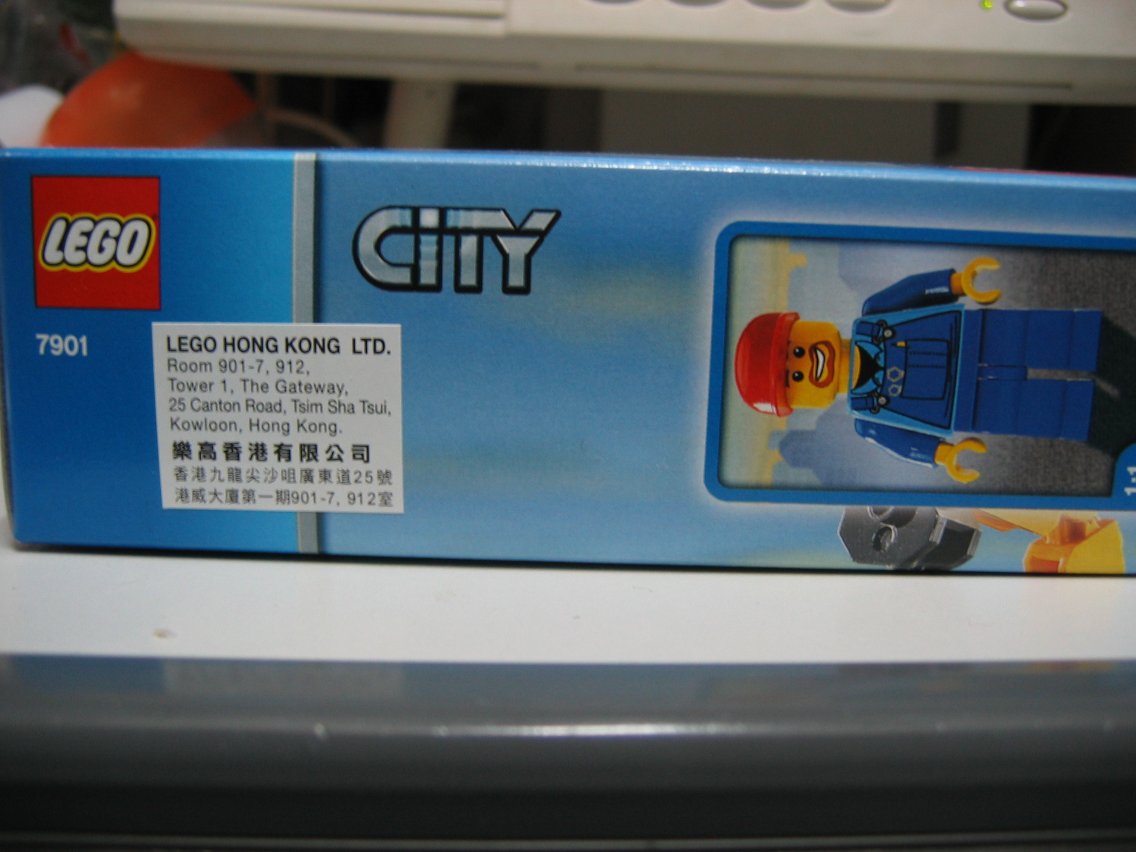 LEGO
CITY
7901
LEGO HONG KONG LTD.
Room 901-7, 912,
Tower 1, The Gateway,
25 Canton Road, Tsim Sha Tsui,
Kowloon, Hong Kong.
樂高香港有限公司
香港九龍尖沙咀廣東道25號
港威大廈第一期901-7, 912室
1:1